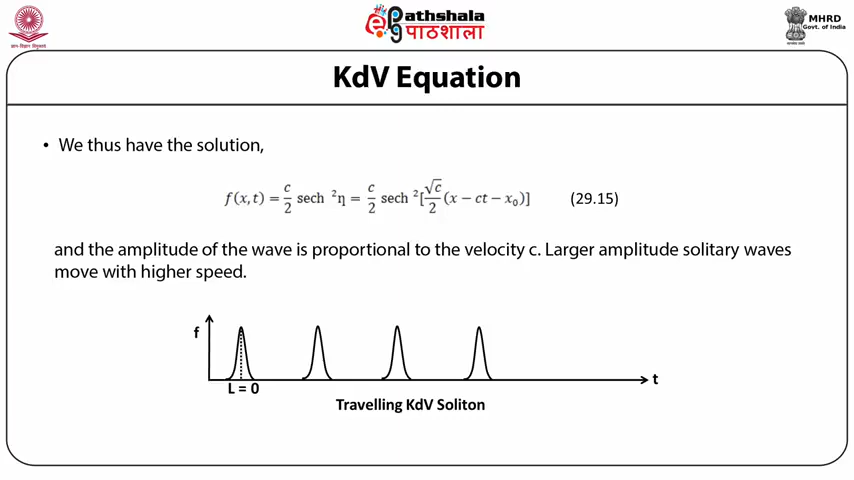 ePathshala
पाठशाला
MHRD
Govt. of India
KdV Equation
• We thus have the solution,
f(x, t) = c/2 sech ²η = c/2 sech ²[√c/2 (x − ct − x₀)] (29.15)
and the amplitude of the wave is proportional to the velocity c. Larger amplitude solitary waves
move with higher speed.
f
t
L = 0
Travelling KdV Soliton